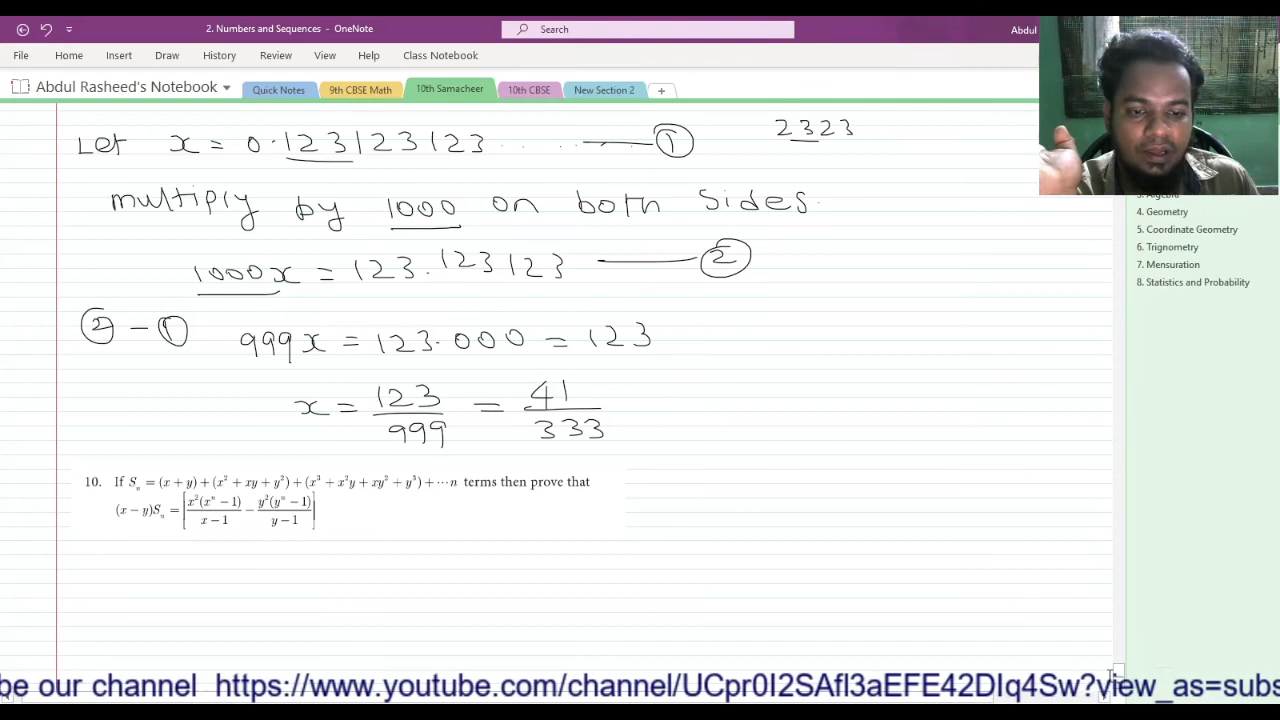 2. Numbers and Sequences - OneNote
Search
Abdul
File Home Insert Draw History Review View Help Class Notebook
Abdul Rasheed's Notebook
Quick Notes 9th CBSE Math 10th Samacheer 10th CBSE New Section 2 +
Let x = 0.123123123 ..... ——— ①
2323
multiply by 1000 on both sides.
1000x = 123.123123 ——— ②
② - ① 999x = 123.000 = 123
x = 123/999 = 41/333
4. Geometry
5. Coordinate Geometry
6. Trignometry
7. Mensuration
8. Statistics and Probability
10. If Sₙ = (x + y) + (x² + xy + y²) + (x³ + x²y + xy² + y³) + ⋯ n terms then prove that
(x − y)Sₙ = [x²(xⁿ − 1)/(x − 1) − y²(yⁿ − 1)/(y − 1)]
be our channel https://www.youtube.com/channel/UCpr0I2SAfl3aEFE42DIq4Sw?view_as=subs